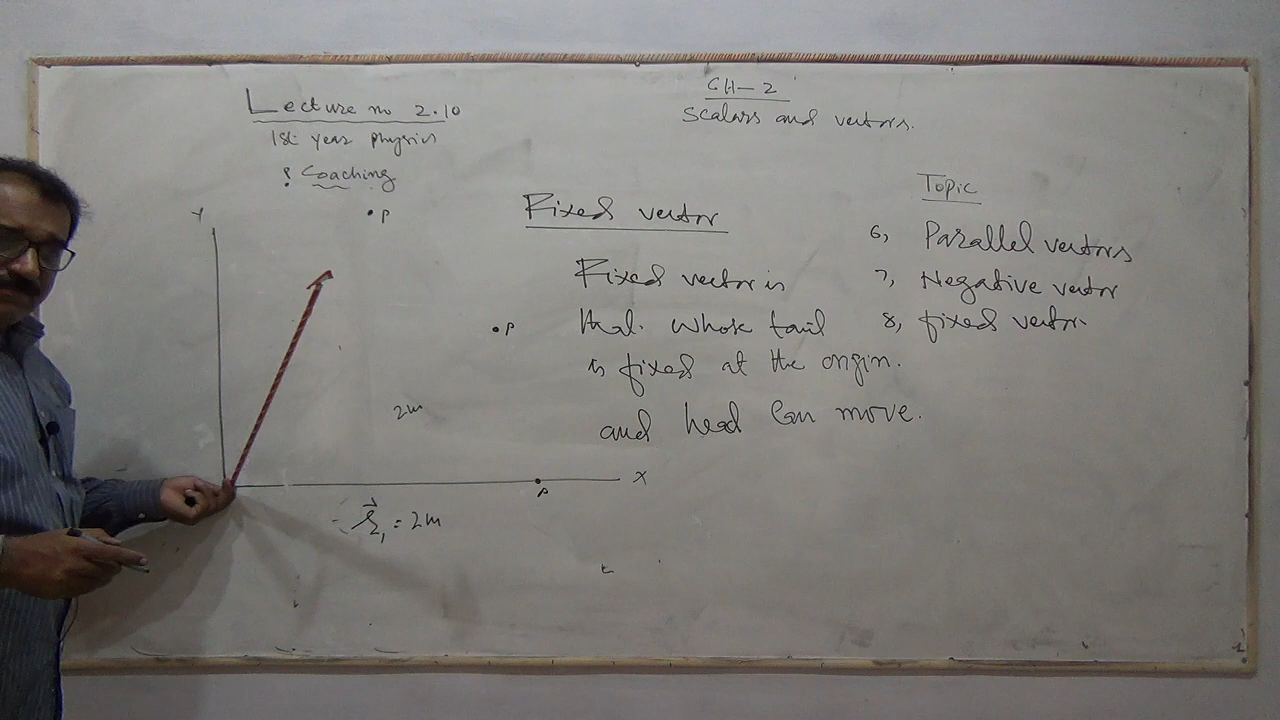 Lecture no 2.10
1st year physics
Coaching
CH-2
Scalars and vectors.
Y
P
P
2m
X
P
r₁ = 2m
Fixed vector
Fixed vector is
that. whose tail
is fixed at the origin.
and head can move.
Topic
6, Parallel vectors
7, Negative vector
8, fixed vector.